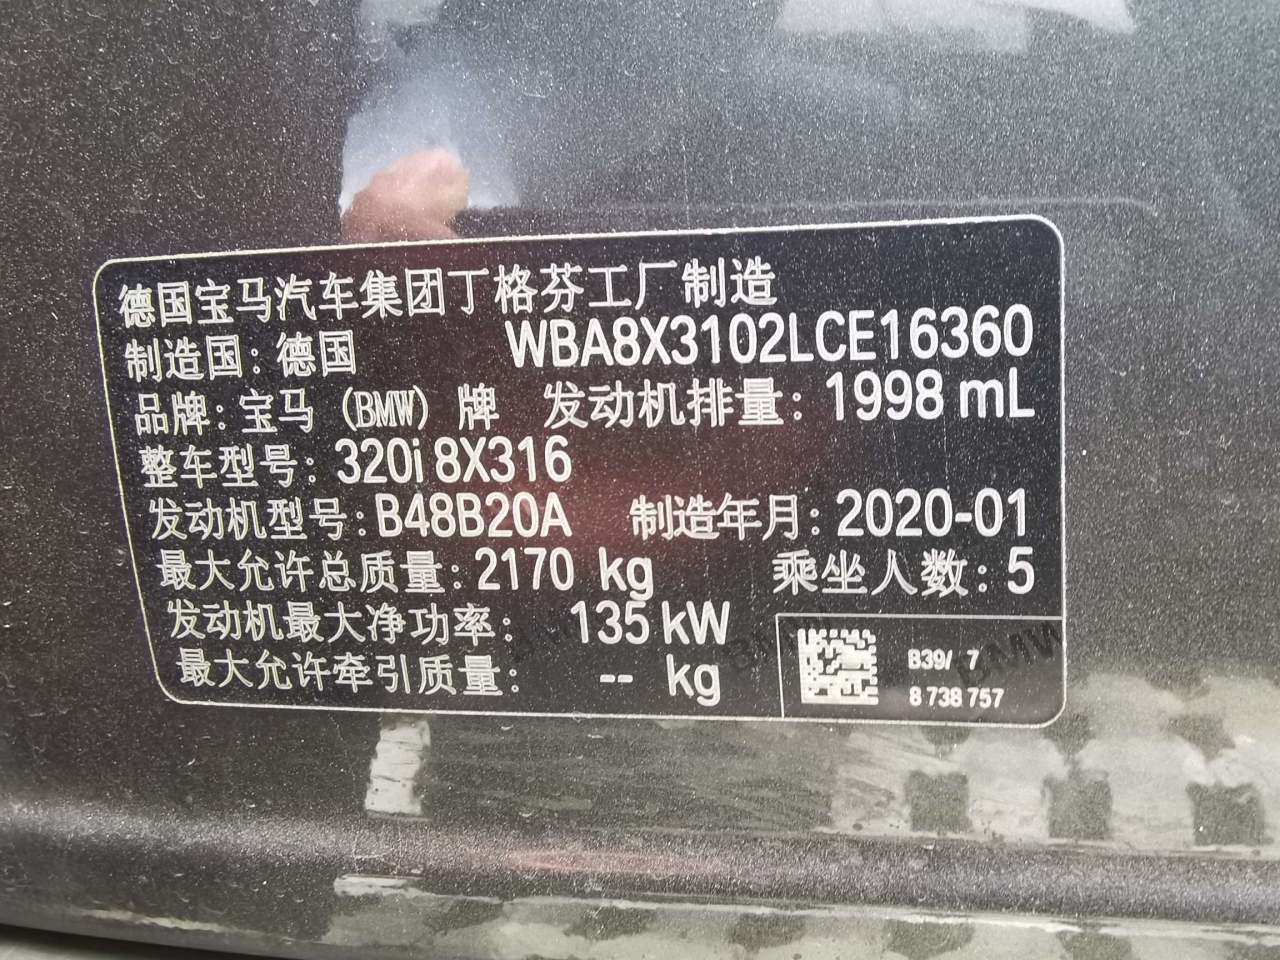 德国宝马汽车集团丁格芬工厂制造
制造国：德国 WBA8X3102LCE16360
品牌：宝马（BMW）牌 发动机排量：1998 mL
整车型号：320i 8X316
发动机型号：B48B20A 制造年月：2020-01
最大允许总质量：2170 kg 乘坐人数：5
发动机最大净功率： 135 kW
最大允许牵引质量： -- kg
B39/ 7
8 738 757
BMW
BMW
BMW